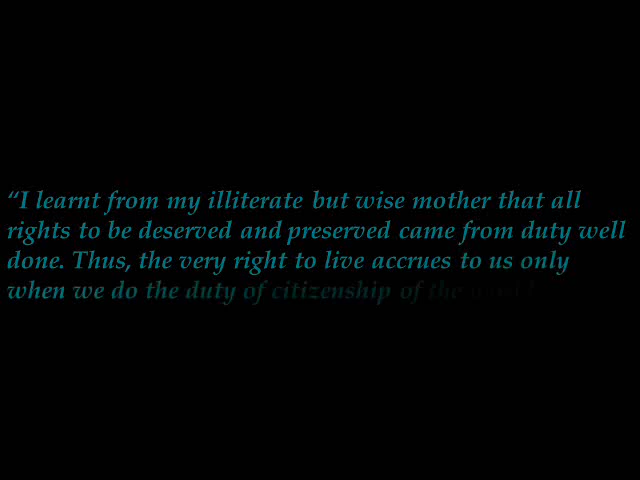 “I learnt from my illiterate but wise mother that all
rights to be deserved and preserved came from duty well
done. Thus, the very right to live accrues to us only
when we do the duty of citizenship of the